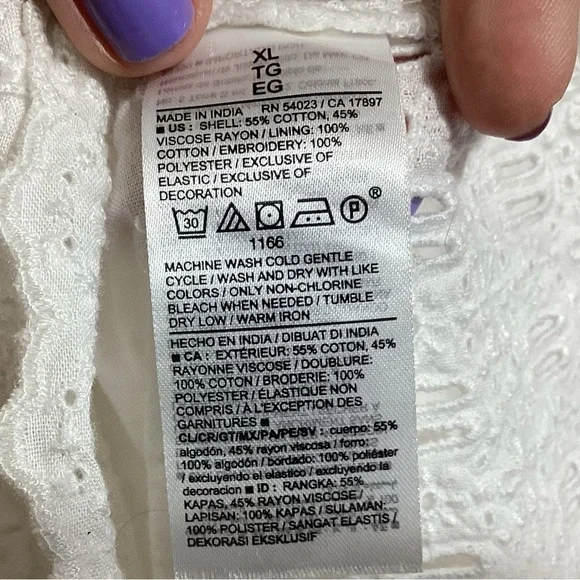 XL
TG
EG
MADE IN INDIA RN 54023 / CA 17897
■ US : SHELL: 55% COTTON, 45%
VISCOSE RAYON / LINING: 100%
COTTON / EMBROIDERY: 100%
POLYESTER / EXCLUSIVE OF
ELASTIC / EXCLUSIVE OF
DECORATION
30 P ®
1166
MACHINE WASH COLD GENTLE
CYCLE / WASH AND DRY WITH LIKE
COLORS / ONLY NON-CHLORINE
BLEACH WHEN NEEDED / TUMBLE
DRY LOW / WARM IRON
HECHO EN INDIA / DIBUAT DI INDIA
■ CA : EXTÉRIEUR: 55% COTON, 45%
RAYONNE VISCOSE / DOUBLURE:
100% COTON / BRODERIE: 100%
POLYESTER / ÉLASTIQUE NON
COMPRIS / À L'EXCEPTION DES
GARNITURES ■
CL/CR/GT/MX/PA/PE/SV : cuerpo: 55%
algodón, 45% rayon viscosa / forro:
100% algodón / bordado: 100% poliéster
/ excluyendo el elastico / excluyendo la
decoracion ■ ID : RANGKA: 55%
KAPAS, 45% RAYON VISCOSE /
LAPISAN: 100% KAPAS / SULAMAN:
100% POLISTER / SANGAT ELASTIS /
DEKORASI EKSKLUSIF